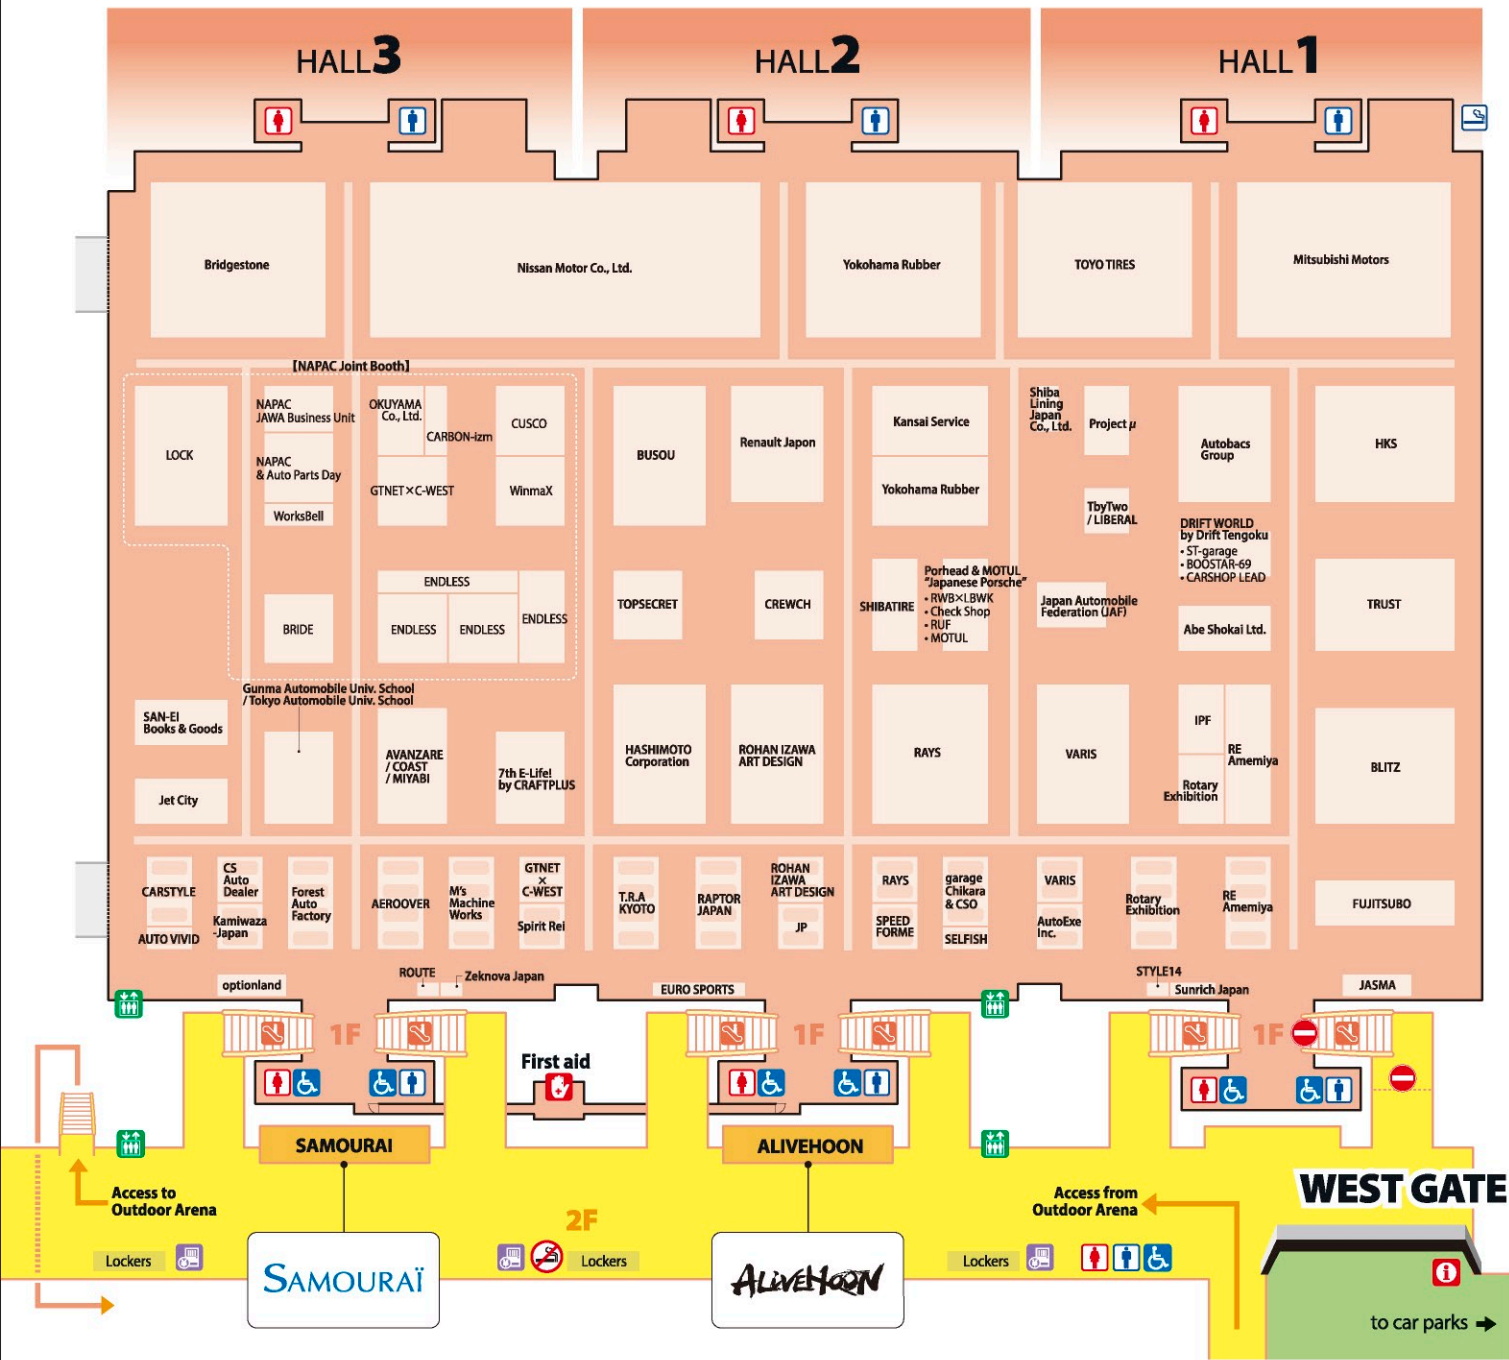 HALL3
HALL2
HALL1
Bridgestone
Nissan Motor Co., Ltd.
Yokohama Rubber
TOYO TIRES
Mitsubishi Motors
【NAPAC Joint Booth】
LOCK
NAPAC
JAWA Business Unit
NAPAC
& Auto Parts Day
WorksBell
OKUYAMA
Co., Ltd.
CARBON-izm
GTNET×C-WEST
CUSCO
WinmaX
BUSOU
Renault Japon
Kansai Service
Yokohama Rubber
Shiba
Lining
Japan
Co., Ltd.
Project μ
Autobacs
Group
HKS
TbyTwo
/ LIBERAL
DRIFT WORLD
by Drift Tengoku
• ST-garage
• BOOSTAR-69
• CARSHOP LEAD
BRIDE
ENDLESS
ENDLESS
ENDLESS
ENDLESS
TOPSECRET
CREWCH
SHIBATIRE
Porhead & MOTUL
"Japanese Porsche"
• RWB×LBWK
• Check Shop
• RUF
• MOTUL
Japan Automobile
Federation (JAF)
Abe Shokai Ltd.
TRUST
Gunma Automobile Univ. School
/ Tokyo Automobile Univ. School
SAN-EI
Books & Goods
Jet City
AVANZARE
/ COAST
/ MIYABI
7th E-Life!
by CRAFTPLUS
HASHIMOTO
Corporation
ROHAN IZAWA
ART DESIGN
RAYS
VARIS
IPF
Rotary
Exhibition
RE
Amemiya
BLITZ
CARSTYLE
AUTO VIVID
CS
Auto
Dealer
Kamiwaza
-Japan
Forest
Auto
Factory
AEROOVER
M's
Machine
Works
GTNET
×
C-WEST
Spirit Rei
T.R.A
KYOTO
RAPTOR
JAPAN
ROHAN
IZAWA
ART DESIGN
JP
RAYS
SPEED
FORME
garage
Chikara
& CSO
SELFISH
VARIS
AutoExe
Inc.
Rotary
Exhibition
RE
Amemiya
FUJITSUBO
optionland
ROUTE
Zeknova Japan
EURO SPORTS
STYLE14
Sunrich Japan
JASMA
1F
1F
1F
First aid
SAMOURAI
ALIVEHOON
WEST GATE
Access to
Outdoor Arena
2F
Access from
Outdoor Arena
Lockers
Lockers
Lockers
SAMOURAÏ
ALiVEHOON
to car parks